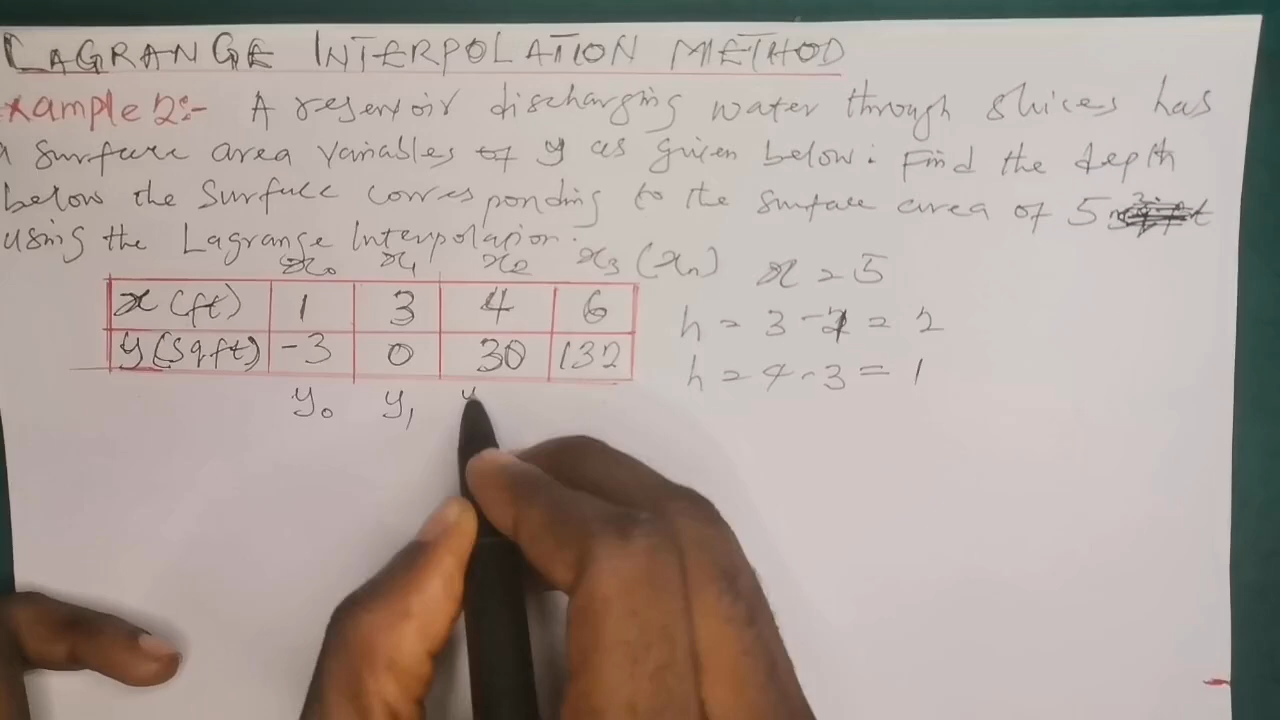 LAGRANGE INTERPOLATION METHOD
xample 2:- A reservoir discharging water through sluices has
a surface area variables of y as given below. Find the depth
below the surface corresponding to the surface area of 5
using the Lagrange Interpolation.
x₀ x₁ x₂ x₃ (xₙ) x = 5
x (ft) 1 3 4 6
y (sqft) -3 0 30 132
h = 3 - 1 = 2
h = 4 - 3 = 1
y₀ y₁ y